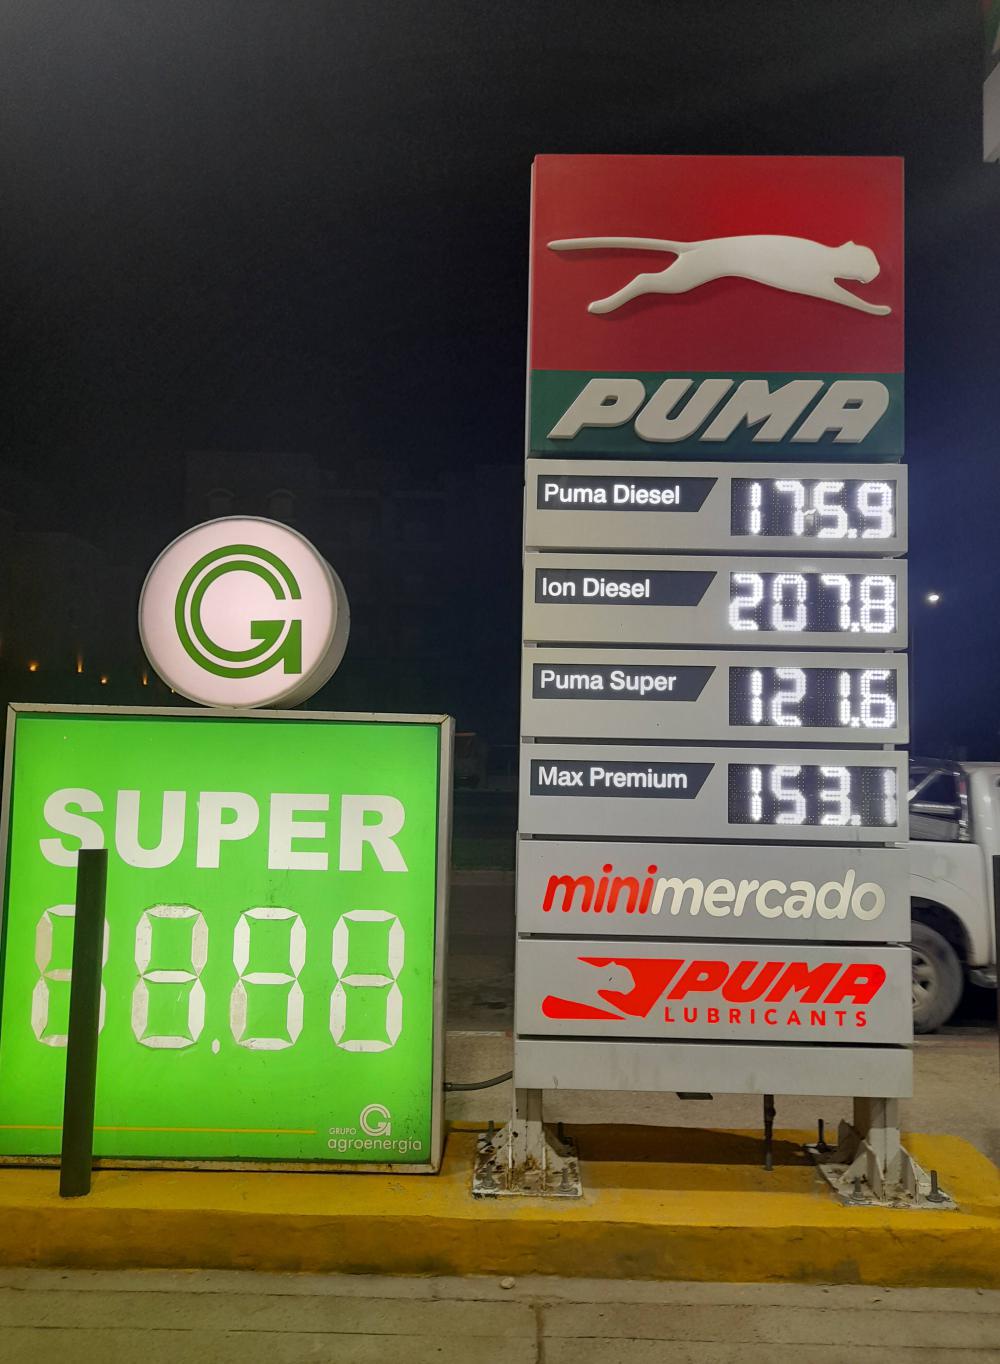 PUMA
Puma Diesel 175.9
Ion Diesel 207.8
Puma Super 121.6
Max Premium 153.1
minimercado
PUMA
LUBRICANTS
G
SUPER
88.88
GRUPO G
agroenergía